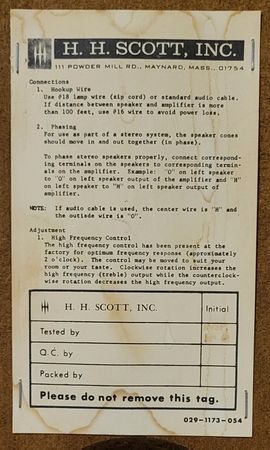 H. H. SCOTT, INC.
111 POWDER MILL RD., MAYNARD, MASS., 01754
Connections
1. Hookup Wire
Use #18 lamp wire (zip cord) or standard audio cable.
If distance between speaker and amplifier is more
than 100 feet, use #16 wire to avoid power loss.
2. Phasing
For use as part of a stereo system, the speaker cones
should move in and out together (in phase).
To phase stereo speakers properly, connect correspond-
ing terminals on the speakers to corresponding termin-
als on the amplifier. Example: "O" on left speaker
to "O" on left speaker output of the amplifier and "H"
on left speaker to "H" on left speaker output of
amplifier.
NOTE: If audio cable is used, the center wire is "H" and
the outisde wire is "O".
Adjustment
1. High Frequency Control
The high frequency control has been present at the
factory for optimum frequency response (approximately
2 o'clock). The control may be moved to suit your
room or your taste. Clockwise rotation increases the
high frequency (treble) output while the counterclock-
wise rotation decreases the high frequency output.
H. H. SCOTT, INC. Initial
Tested by
Q.C. by
Packed by
Please do not remove this tag.
029-1173-054